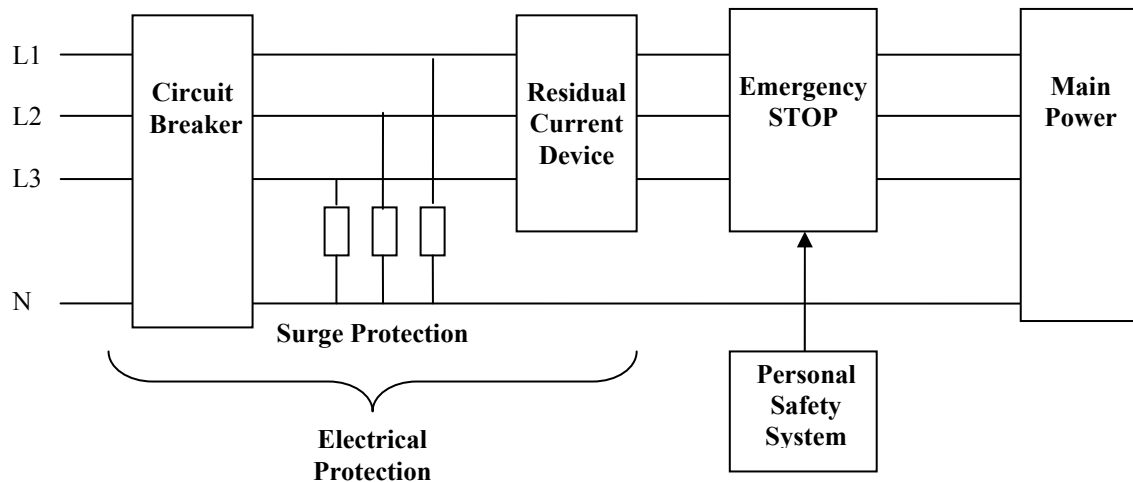 L1
L2
L3
N
Circuit
Breaker
Residual
Current
Device
Emergency
STOP
Main
Power
Surge Protection
Personal
Safety
System
Electrical
Protection